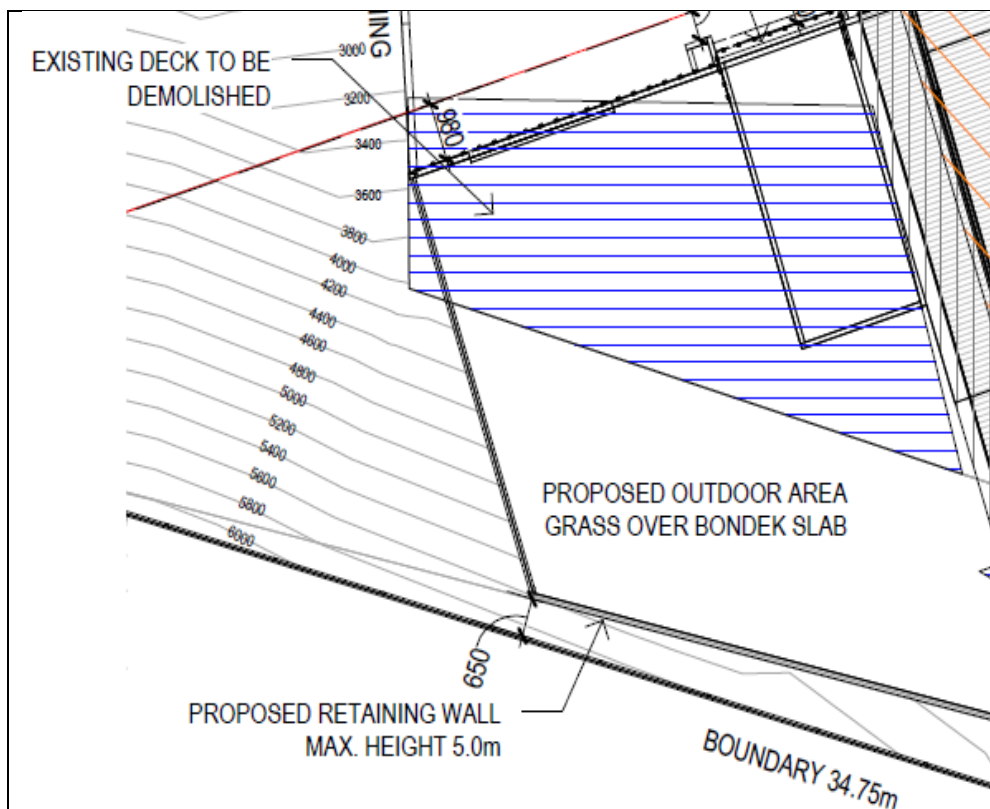 NING
EXISTING DECK TO BE
DEMOLISHED
980
3000
3200
3400
3600
3800
4000
4200
4400
4600
4800
5000
5200
5400
5600
5800
6000
PROPOSED OUTDOOR AREA
GRASS OVER BONDEK SLAB
650
PROPOSED RETAINING WALL
MAX. HEIGHT 5.0m
BOUNDARY 34.75m